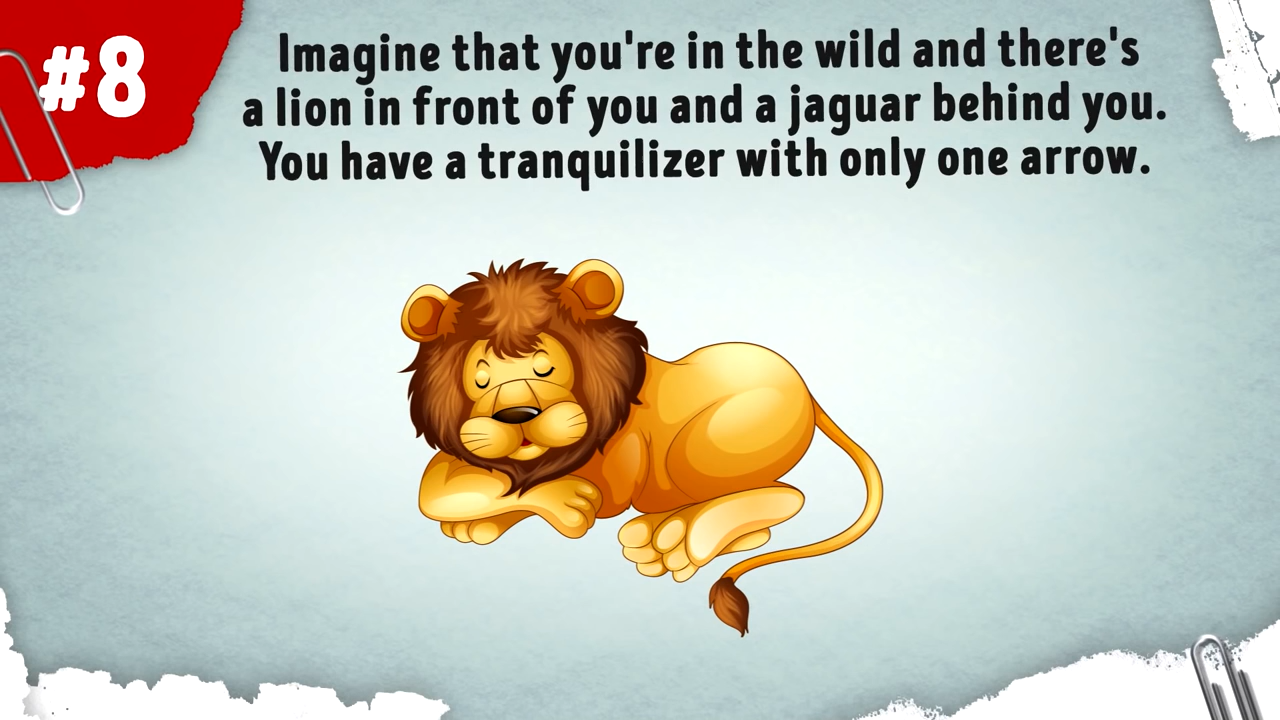 #8
Imagine that you're in the wild and there's
a lion in front of you and a jaguar behind you.
You have a tranquilizer with only one arrow.